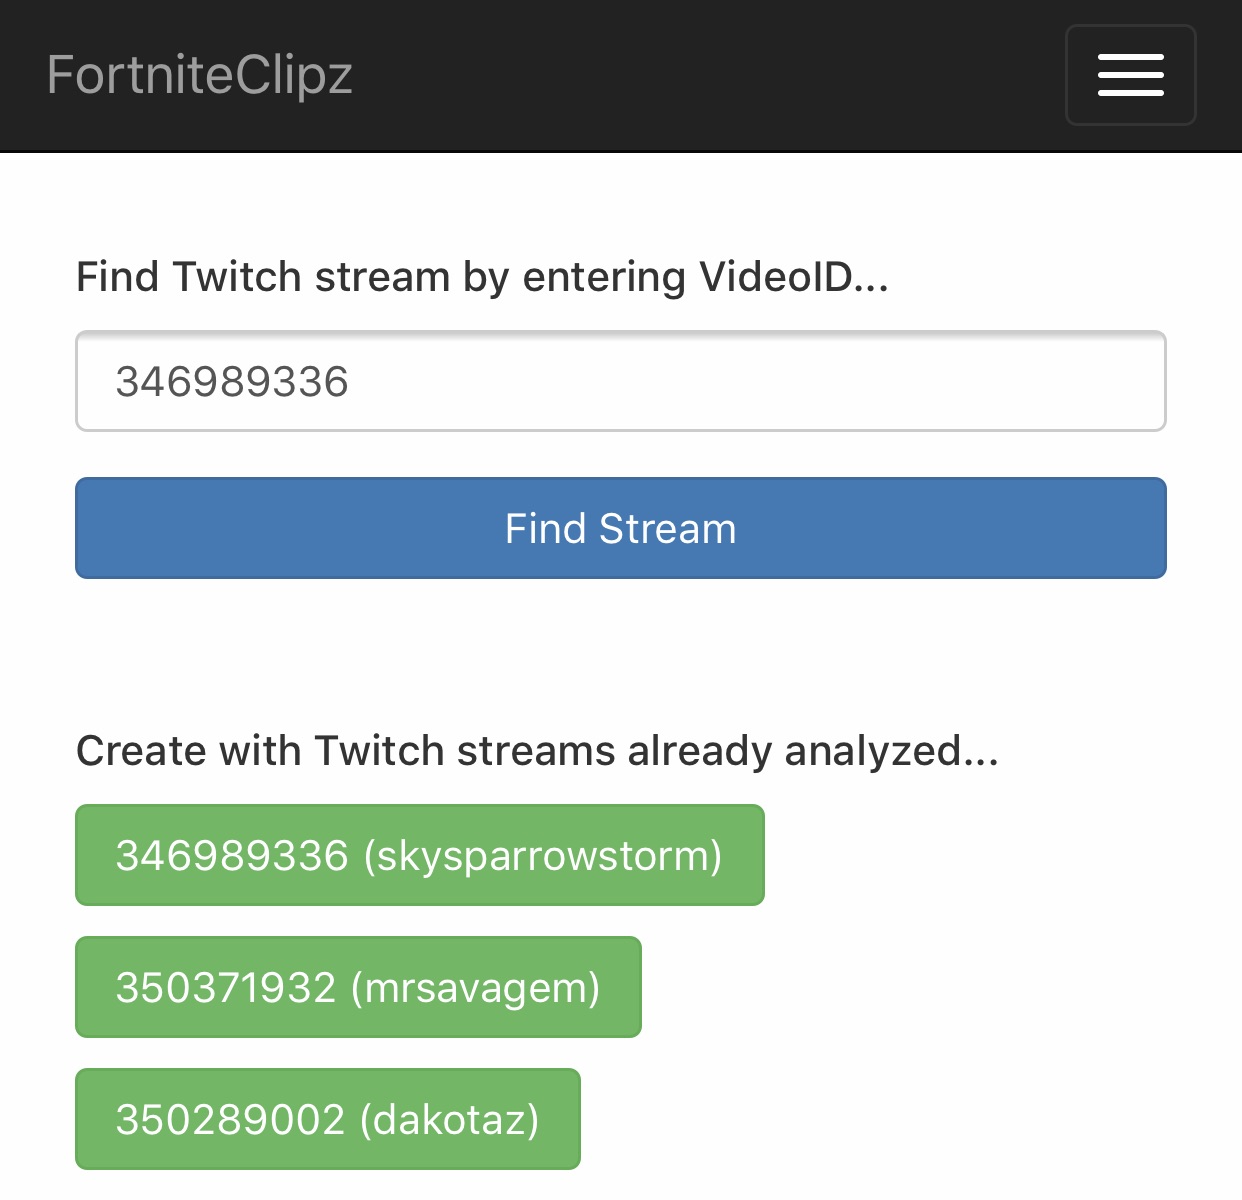 FortniteClipz
Find Twitch stream by entering VideoID...
346989336
Find Stream
Create with Twitch streams already analyzed...
346989336 (skysparrowstorm)
350371932 (mrsavagem)
350289002 (dakotaz)